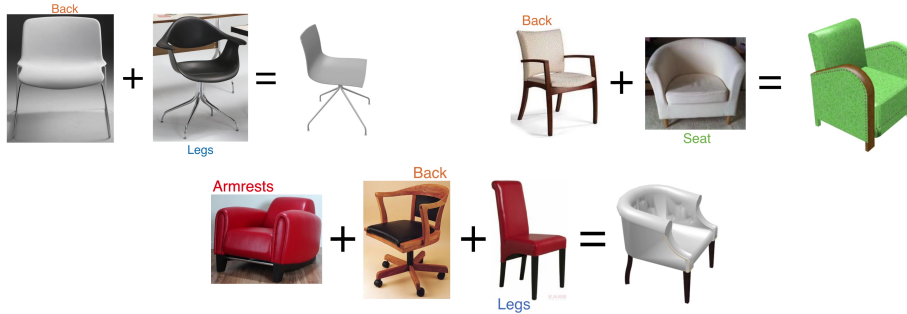 Back
+
=
Legs
Back
+
=
Seat
Armrests
Back
+
+
=
Legs